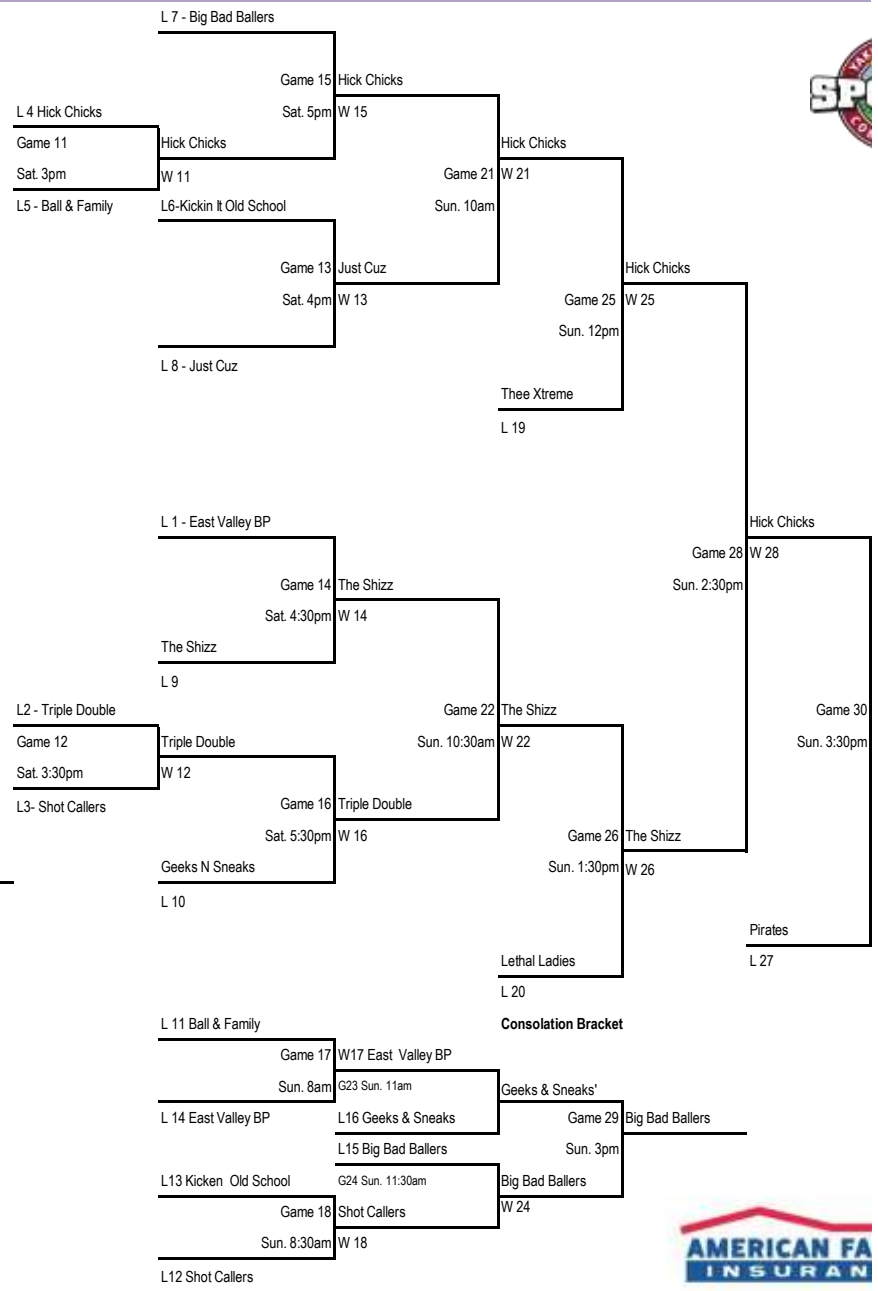 L 7 - Big Bad Ballers
Game 15 Hick Chicks
Sat. 5pm W 15
L 4 Hick Chicks
Game 11 Hick Chicks Hick Chicks
Sat. 3pm W 11 Game 21 W 21
L5 - Ball & Family L6-Kickin It Old School Sun. 10am
Game 13 Just Cuz Hick Chicks
Sat. 4pm W 13 Game 25 W 25
Sun. 12pm
L 8 - Just Cuz
Thee Xtreme
L 19
L 1 - East Valley BP Hick Chicks
Game 28 W 28
Game 14 The Shizz Sun. 2:30pm
Sat. 4:30pm W 14
The Shizz
L 9
L2 - Triple Double Game 22 The Shizz Game 30
Game 12 Triple Double Sun. 10:30am W 22 Sun. 3:30pm
Sat. 3:30pm W 12
L3- Shot Callers Game 16 Triple Double
Sat. 5:30pm W 16 Game 26 The Shizz
Geeks N Sneaks Sun. 1:30pm W 26
L 10
Pirates
Lethal Ladies L 27
L 20
L 11 Ball & Family Consolation Bracket
Game 17 W17 East Valley BP
Sun. 8am G23 Sun. 11am Geeks & Sneaks'
L 14 East Valley BP L16 Geeks & Sneaks Game 29 Big Bad Ballers
L15 Big Bad Ballers Sun. 3pm
L13 Kicken Old School G24 Sun. 11:30am Big Bad Ballers
Game 18 Shot Callers W 24
Sun. 8:30am W 18
L12 Shot Callers
AMERICAN FA
INSURAN